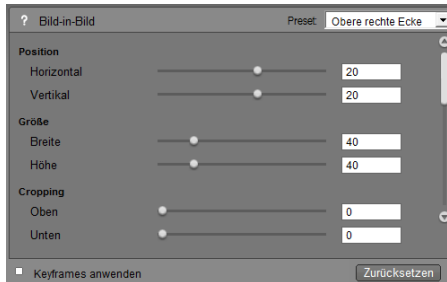 ? Bild-in-Bild Preset Obere rechte Ecke
Position
Horizontal 20
Vertikal 20
Größe
Breite 40
Höhe 40
Cropping
Oben 0
Unten 0
Keyframes anwenden Zurücksetzen